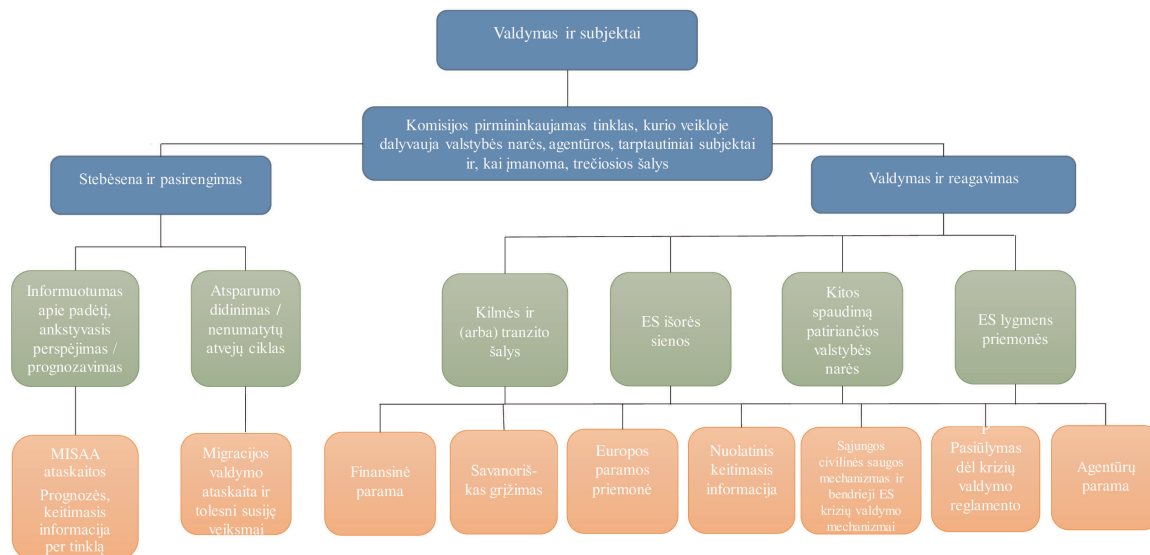 Valdymas ir subjektai
Komisijos pirmininkaujamas tinklas, kurio veikloje
dalyvauja valstybės narės, agentūros, tarptautiniai subjektai
ir, kai įmanoma, trečiosios šalys
Stebėsena ir pasirengimas
Valdymas ir reagavimas
Informuotumas
apie padėtį,
ankstyvasis
perspėjimas /
prognozavimas
Atsparumo
didinimas /
nenumatytų
atvejų ciklas
Kilmės ir
(arba) tranzito
šalys
ES išorės
sienos
Kitos
spaudimą
patiriančios
valstybės
narės
ES lygmens
priemonės
MISAA
ataskaitos
Prognozės,
keitimasis
informacija
per tinklą
Migracijos
valdymo
ataskaita ir
tolesni susiję
veiksmai
Finansinė
parama
Savanoriš-
kas grįžimas
Europos
paramos
priemonė
Nuolatinis
keitimasis
informacija
Sąjungos
civilinės saugos
mechanizmas ir
bendrieji ES
krizių valdymo
mechanizmai
P
Pasiūlymas
dėl krizių
valdymo
reglamento
Agentūrų
parama